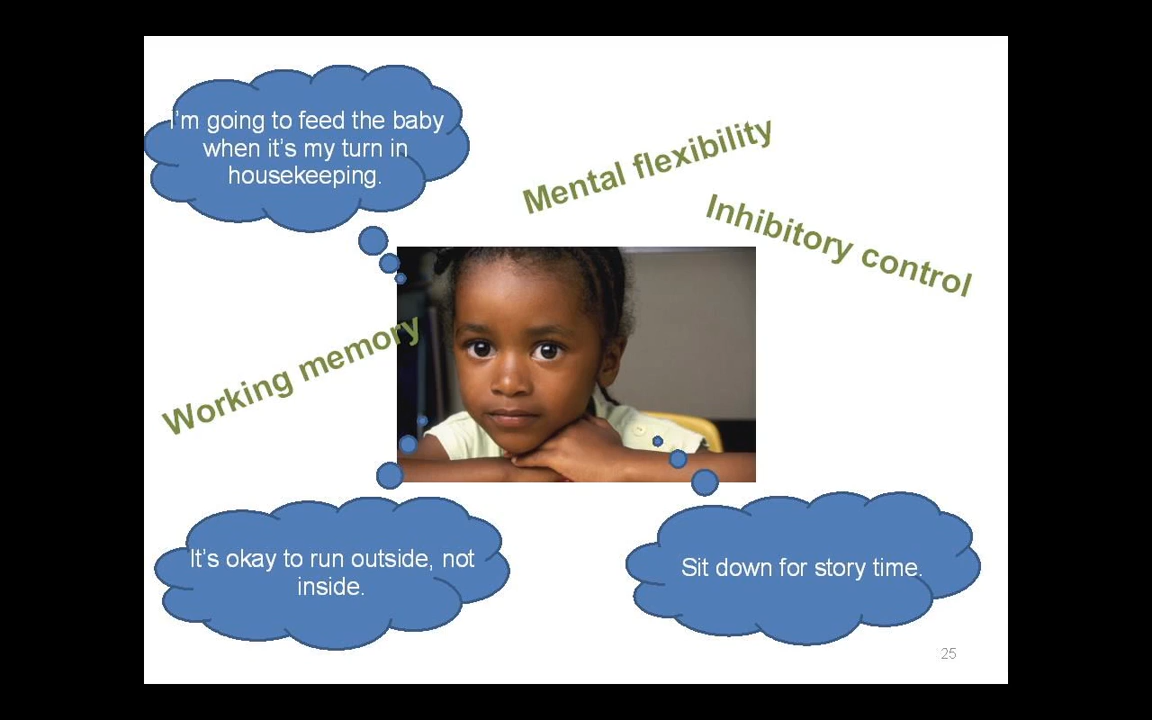 I'm going to feed the baby
when it's my turn in
housekeeping.
Mental flexibility
Inhibitory control
Working memory
It's okay to run outside, not
inside.
Sit down for story time.
25